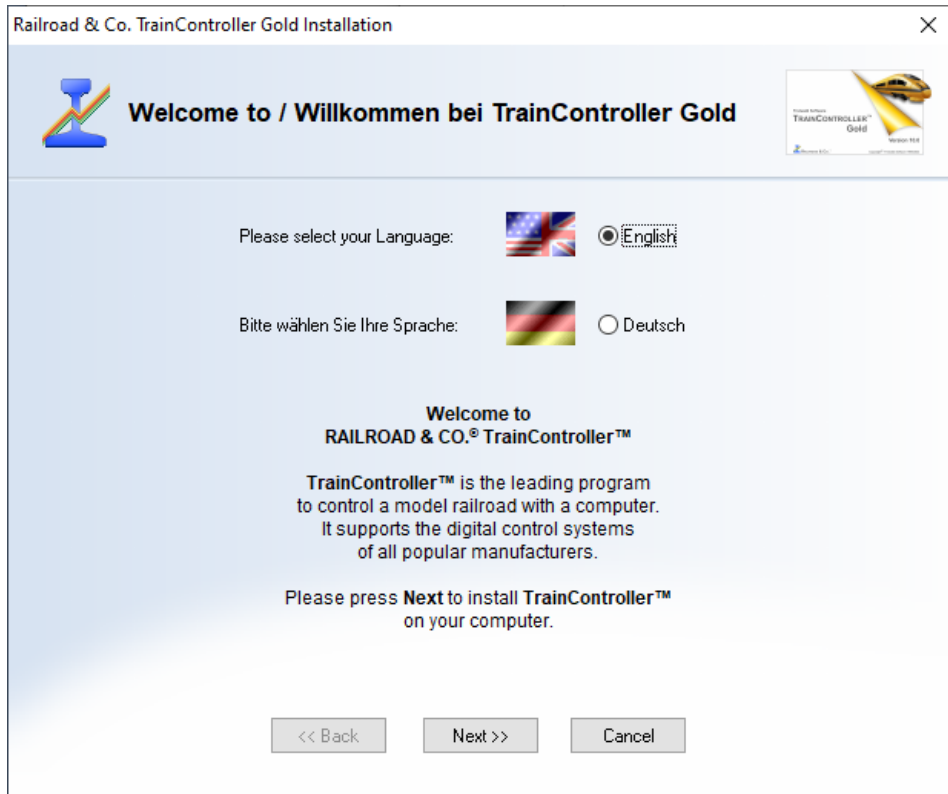 Railroad & Co. TrainController Gold Installation
Welcome to / Willkommen bei TrainController Gold
TRAINCONTROLLER™
Gold
Please select your Language:
English
Bitte wählen Sie Ihre Sprache:
Deutsch
Welcome to
RAILROAD & CO.® TrainController™
TrainController™ is the leading program
to control a model railroad with a computer.
It supports the digital control systems
of all popular manufacturers.
Please press Next to install TrainController™
on your computer.
<< Back
Next >>
Cancel